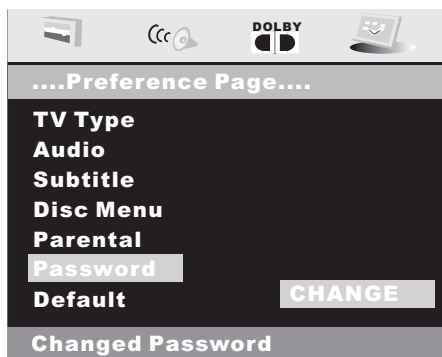 DOLBY
....Preference Page....
TV Type
Audio
Subtitle
Disc Menu
Parental
Password
Default CHANGE
Changed Password